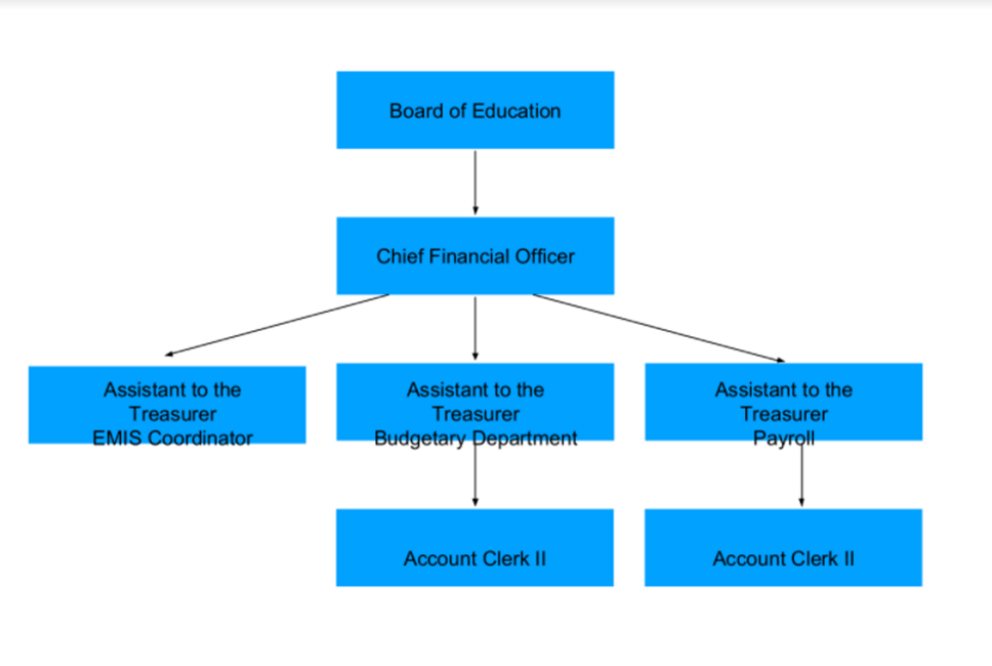 Board of Education
Chief Financial Officer
Assistant to the
Treasurer
EMIS Coordinator
Assistant to the
Treasurer
Budgetary Department
Assistant to the
Treasurer
Payroll
Account Clerk II
Account Clerk II